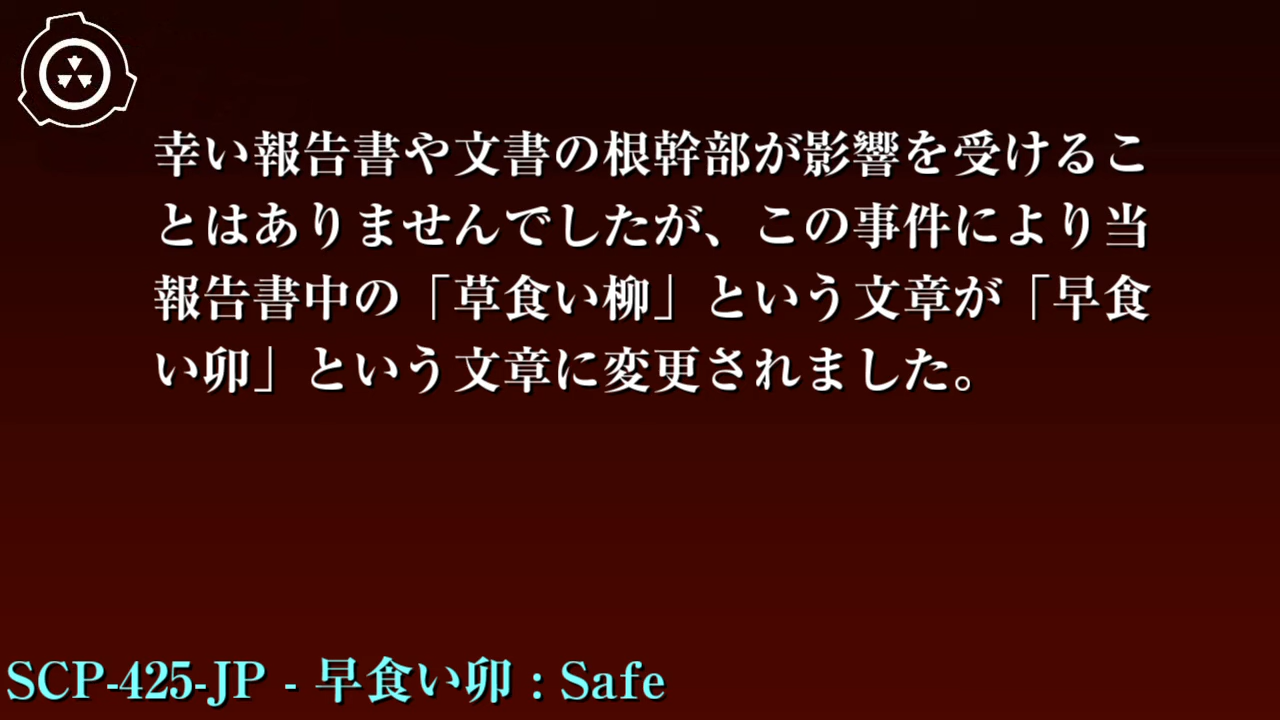 幸い報告書や文書の根幹部が影響を受けるこ
とはありませんでしたが、この事件により当
報告書中の「草食い柳」という文章が「早食
い卯」という文章に変更されました。
SCP-425-JP - 早食い卯 : Safe